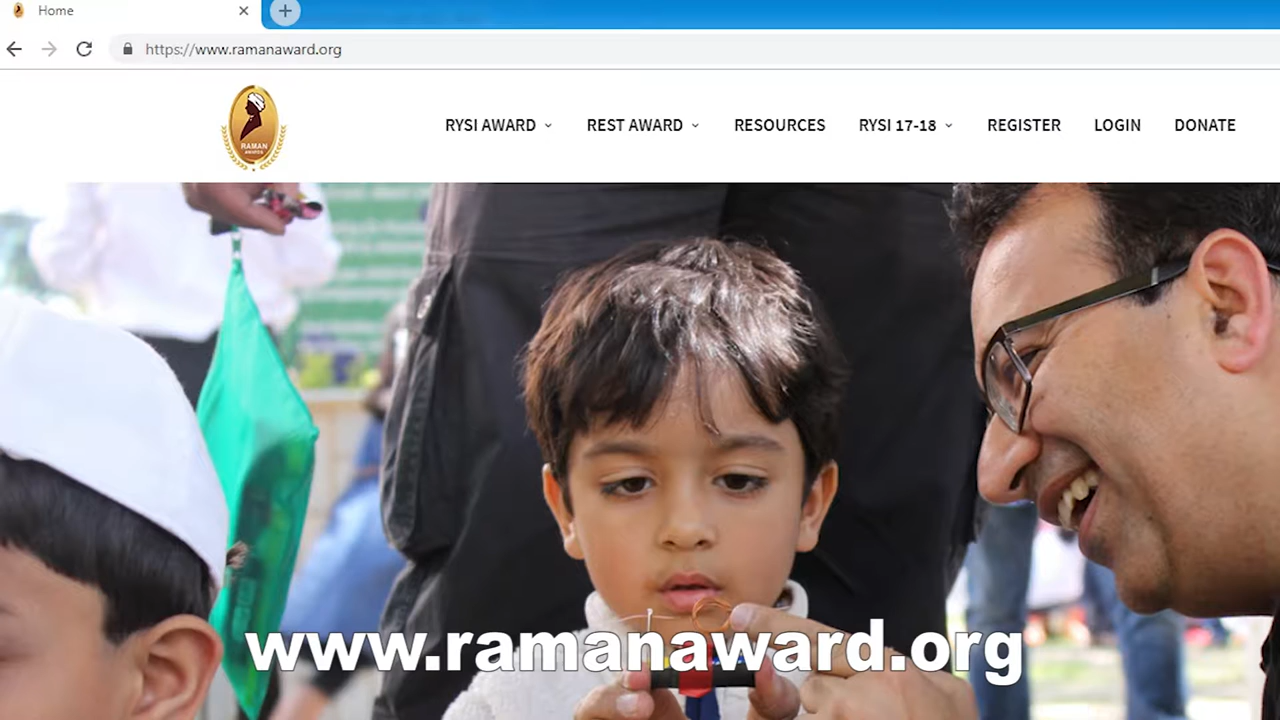 Home
https://www.ramanaward.org
RAMAN
AWARDS
RYSI AWARD
REST AWARD
RESOURCES
RYSI 17-18
REGISTER
LOGIN
DONATE
www.ramanaward.org